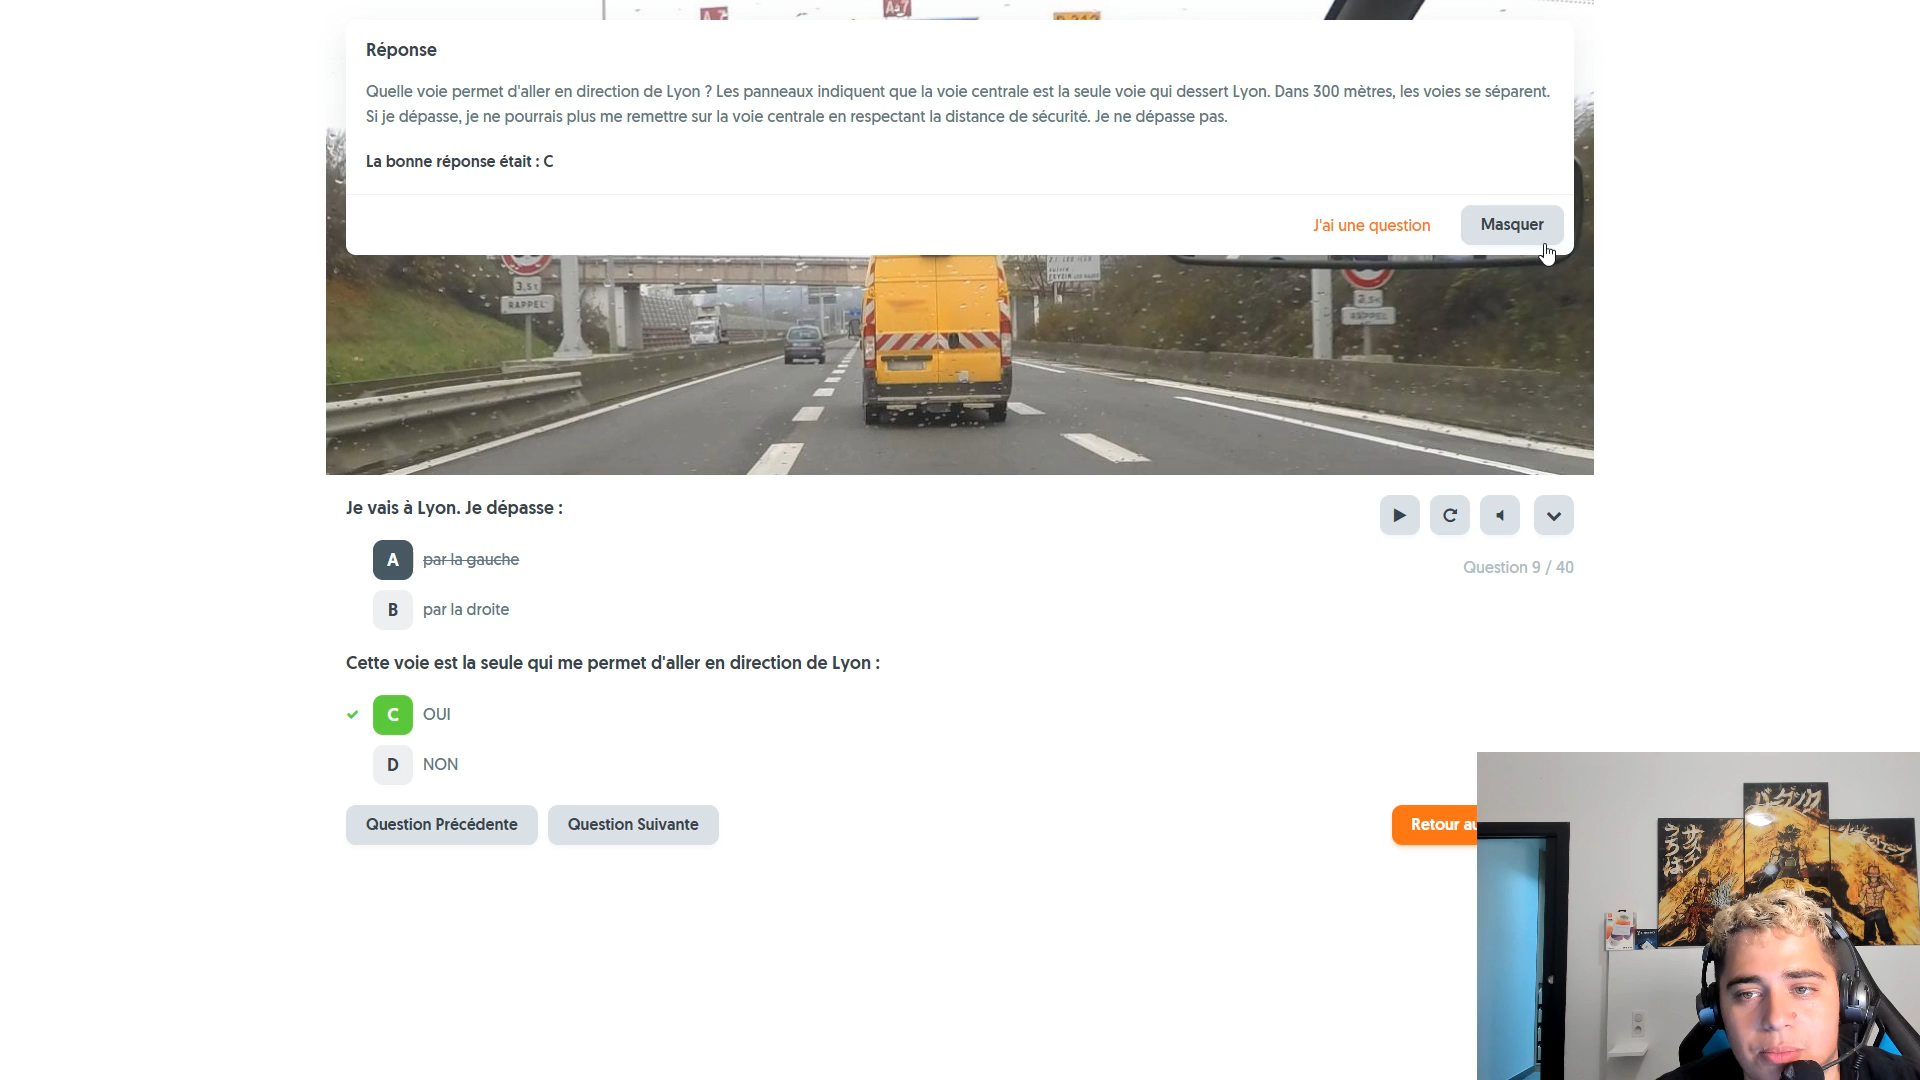 A 7
A 7
D 312
Réponse
Quelle voie permet d'aller en direction de Lyon ? Les panneaux indiquent que la voie centrale est la seule voie qui dessert Lyon. Dans 300 mètres, les voies se séparent.
Si je dépasse, je ne pourrais plus me remettre sur la voie centrale en respectant la distance de sécurité. Je ne dépasse pas.
La bonne réponse était : C
J'ai une question
Masquer
3,5t
RAPPEL
3,5t
RAPPEL
Je vais à Lyon. Je dépasse :
A par la gauche
B par la droite
Question 9 / 40
Cette voie est la seule qui me permet d'aller en direction de Lyon :
C OUI
D NON
Question Précédente
Question Suivante
Retour au